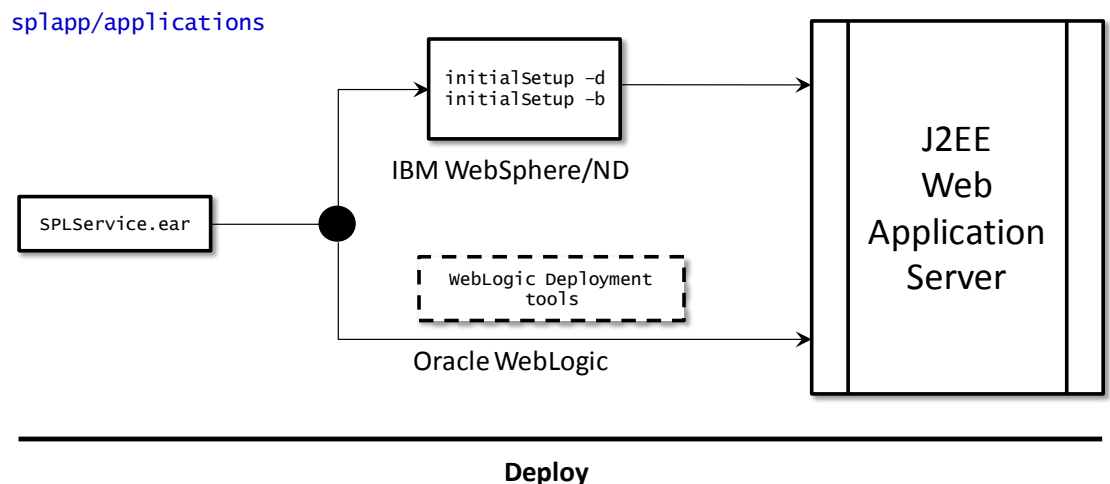 splapp/applications
initialSetup –d
initialSetup –b
IBM WebSphere/ND
SPLService.ear
WebLogic Deployment
tools
Oracle WebLogic
J2EE
Web
Application
Server
Deploy